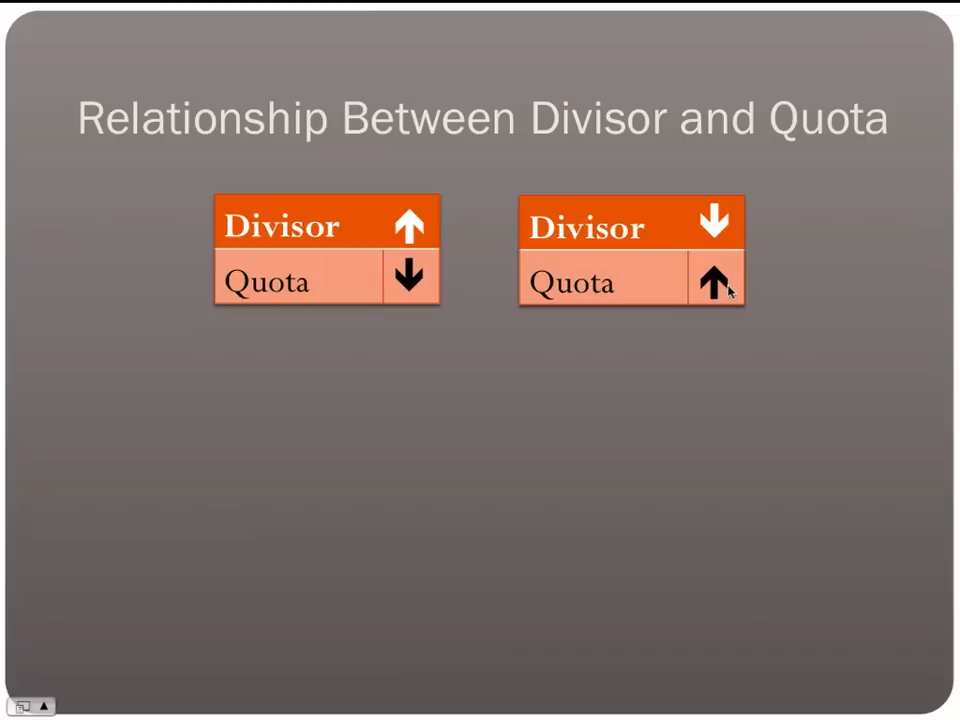 Relationship Between Divisor and Quota
Divisor
Quota
Divisor
Quota